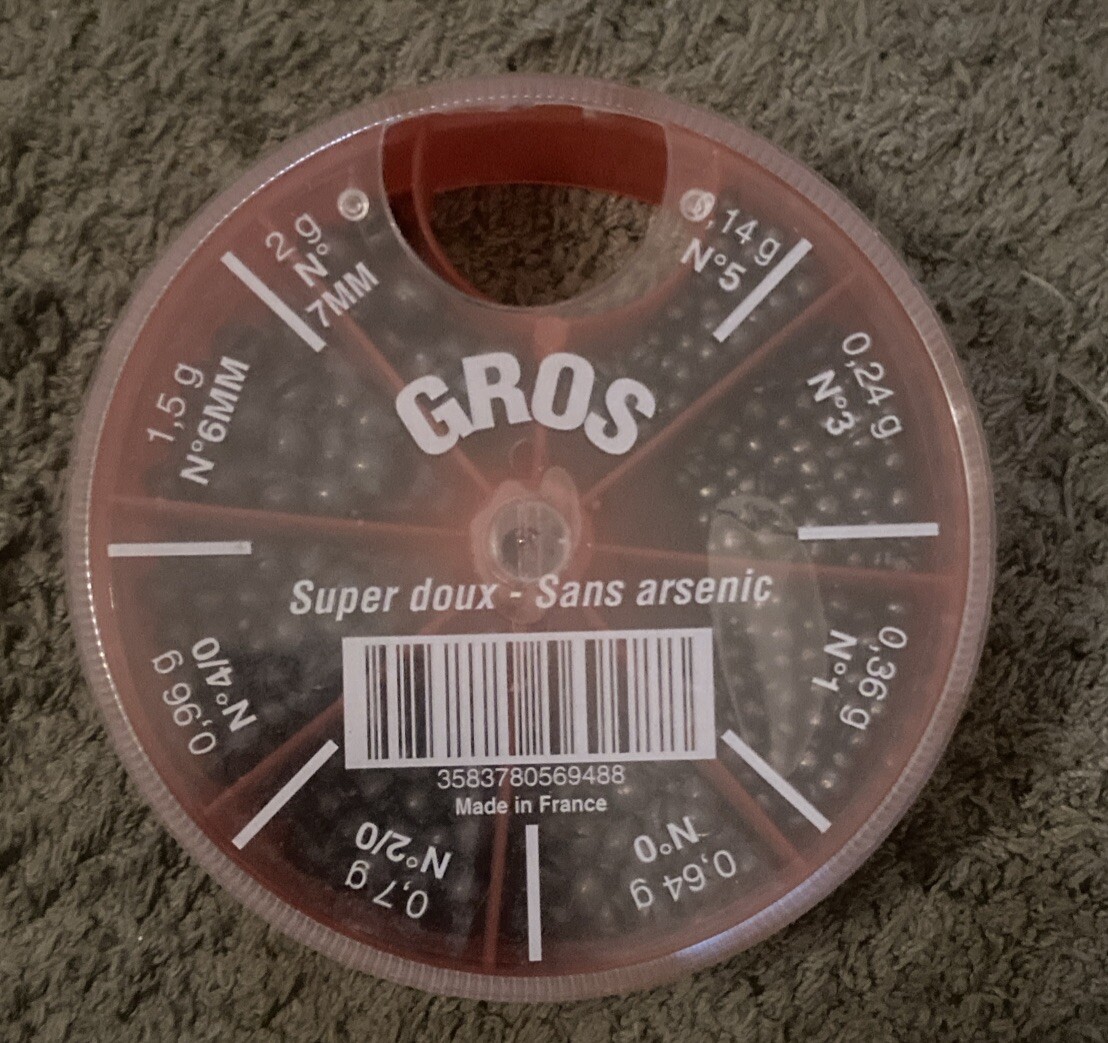 2 g
N°
7MM
,14 g
N°5
0,24 g
N°3
0,36 g
N°1
0,64 g
N°0
0,7 g
N°2/0
0,96 g
N°4/0
1,5 g
N°6MM
GROS
Super doux - Sans arsenic
3583780569488
Made in France